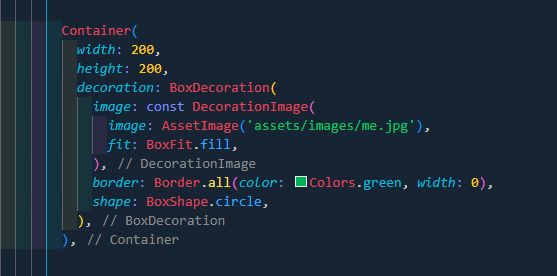 Container(
width: 200,
height: 200,
decoration: BoxDecoration(
image: const DecorationImage(
image: AssetImage('assets/images/me.jpg'),
fit: BoxFit.fill,
), // DecorationImage
border: Border.all(color: Colors.green, width: 0),
shape: BoxShape.circle,
), // BoxDecoration
), // Container